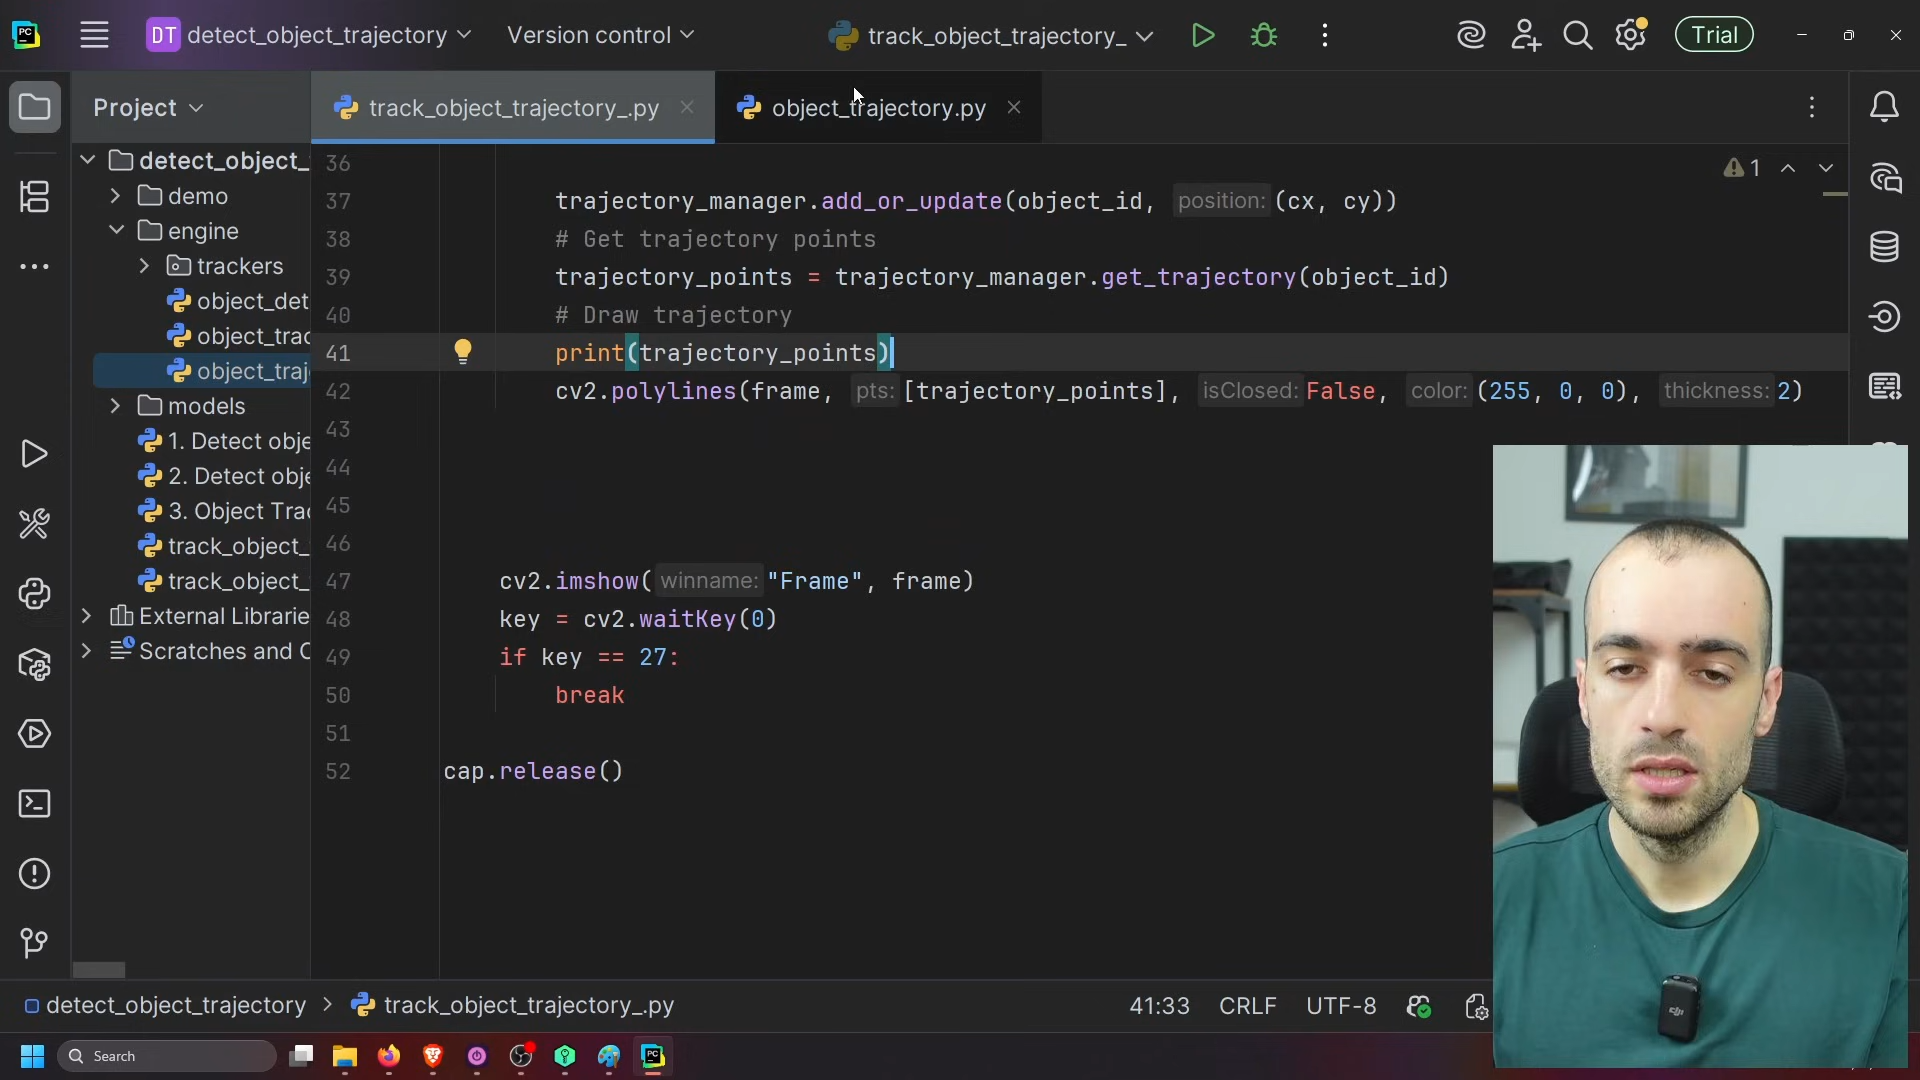 PC
DT detect_object_trajectory
Version control
track_object_trajectory_
Trial
Project
track_object_trajectory_.py
object_trajectory.py
detect_object_
demo
engine
trackers
object_det
object_trac
object_traj
models
1. Detect obje
2. Detect obje
3. Object Trac
track_object_
track_object_
External Librarie
Scratches and C
1
36
37 trajectory_manager.add_or_update(object_id, position: (cx, cy))
38 # Get trajectory points
39 trajectory_points = trajectory_manager.get_trajectory(object_id)
40 # Draw trajectory
41 print(trajectory_points)
42 cv2.polylines(frame, pts: [trajectory_points], isClosed: False, color: (255, 0, 0), thickness: 2)
43
44
45
46
47 cv2.imshow( winname: "Frame", frame)
48 key = cv2.waitKey(0)
49 if key == 27:
50 break
51
52 cap.release()
dji
detect_object_trajectory > track_object_trajectory_.py
41:33 CRLF UTF-8
Search
PC